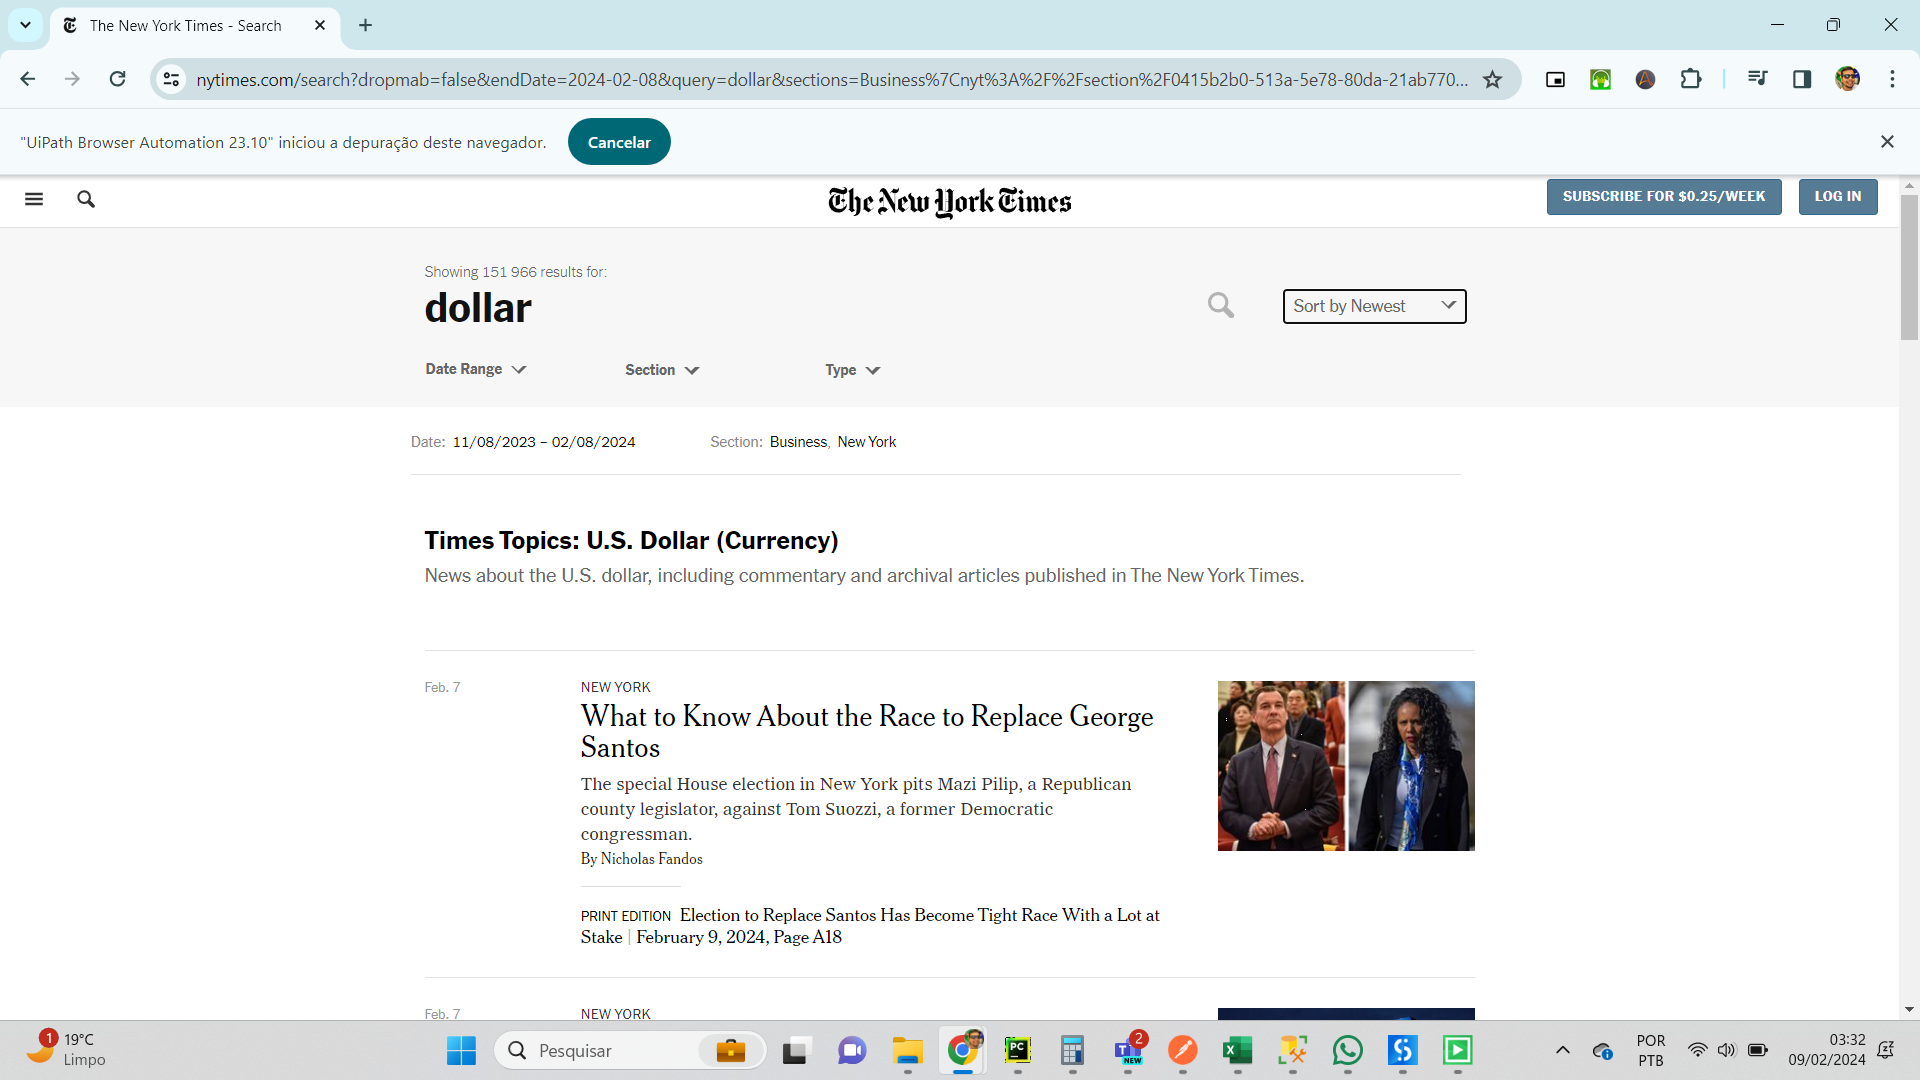 The New York Times - Search
nytimes.com/search?dropmab=false&endDate=2024-02-08&query=dollar&sections=Business%7Cnyt%3A%2F%2Fsection%2F0415b2b0-513a-5e78-80da-21ab770...
"UiPath Browser Automation 23.10" iniciou a depuração deste navegador.
Cancelar
The New York Times
SUBSCRIBE FOR $0.25/WEEK
LOG IN
Showing 151 966 results for:
dollar
Sort by Newest
Date Range
Section
Type
Date: 11/08/2023 – 02/08/2024
Section: Business, New York
Times Topics: U.S. Dollar (Currency)
News about the U.S. dollar, including commentary and archival articles published in The New York Times.
Feb. 7
NEW YORK
What to Know About the Race to Replace George
Santos
The special House election in New York pits Mazi Pilip, a Republican
county legislator, against Tom Suozzi, a former Democratic
congressman.
By Nicholas Fandos
PRINT EDITION Election to Replace Santos Has Become Tight Race With a Lot at
Stake | February 9, 2024, Page A18
Feb. 7
NEW YORK
1
19°C
Limpo
Pesquisar
PC
2
NEW
POR
PTB
03:32
09/02/2024